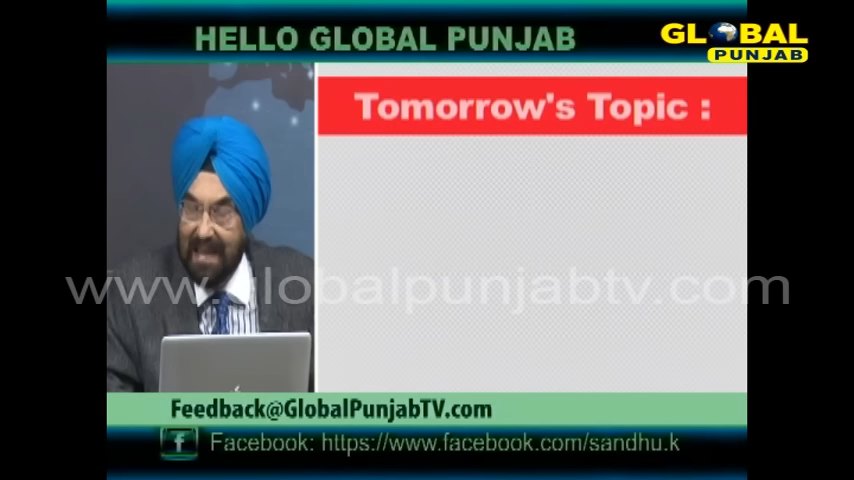 HELLO GLOBAL PUNJAB
GLOBAL
PUNJAB
Tomorrow's Topic :
www.globalpunjabtv.com
Feedback@GlobalPunjabTV.com
f Facebook: https://www.facebook.com/sandhu.k